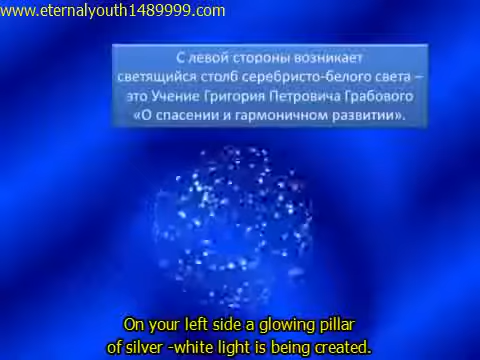 www.eternalyouth1489999.com
С левой стороны возникает
светящийся столб серебристо-белого света –
это Учение Григория Петровича Грабового
«О спасении и гармоничном развитии».
On your left side a glowing pillar
of silver -white light is being created.